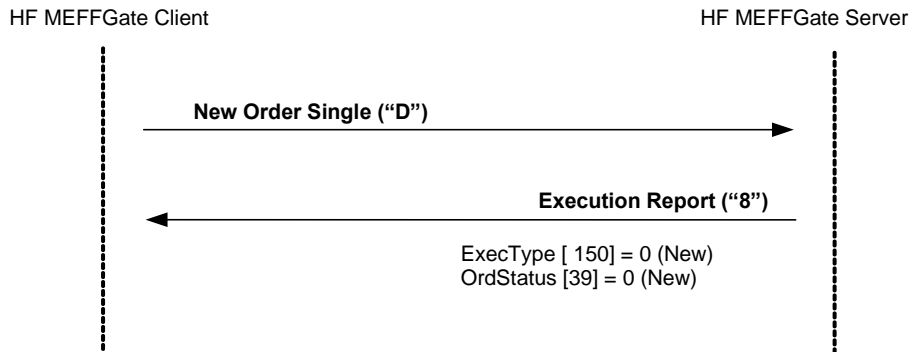 HF MEFFGate Client
HF MEFFGate Server
New Order Single (“D”)
Execution Report (“8”)
ExecType [ 150] = 0 (New)
OrdStatus [39] = 0 (New)